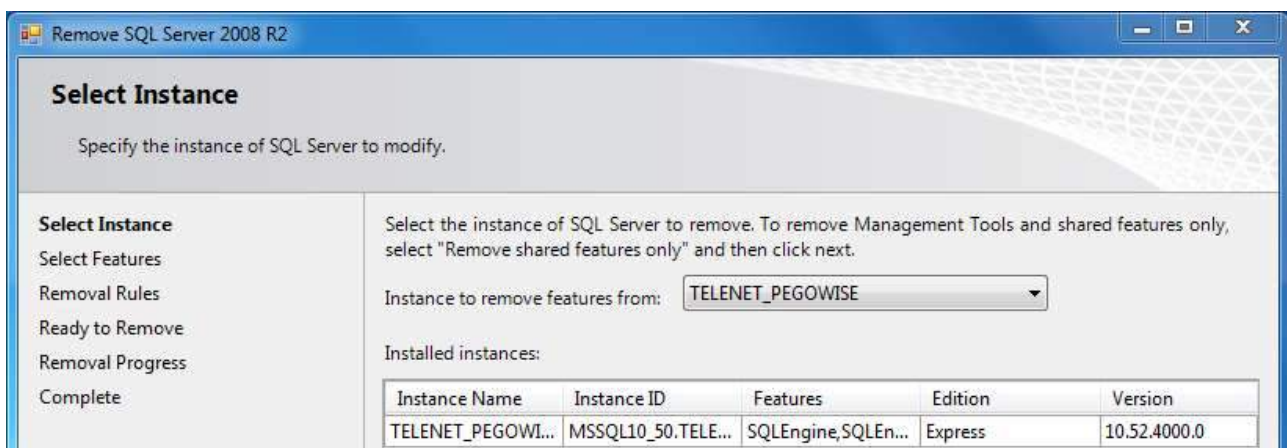 Remove SQL Server 2008 R2
Select Instance
Specify the instance of SQL Server to modify.
Select Instance
Select Features
Removal Rules
Ready to Remove
Removal Progress
Complete
Select the instance of SQL Server to remove. To remove Management Tools and shared features only,
select "Remove shared features only" and then click next.
Instance to remove features from: TELENET_PEGOWISE
Installed instances:
Instance Name Instance ID Features Edition Version
TELENET_PEGOWI... MSSQL10_50.TELE... SQLEngine,SQLEn... Express 10.52.4000.0